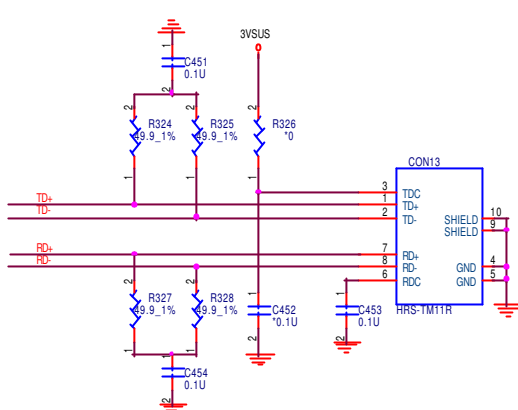 3VSUS
1
C451
0.1U
2
2
2
2
R324
49.9_1%
R325
49.9_1%
R326
*0
1
1
1
CON13
TD+
TD-
3
1
2
TDC
TD+
TD-
SHIELD
SHIELD
10
9
RD+
RD-
7
8
6
RD+
RD-
RDC
GND
GND
4
5
2
2
R327
49.9_1%
R328
49.9_1%
1
1
1
C452
*0.1U
2
1
C453
0.1U
2
HRS-TM11R
1
C454
0.1U
2